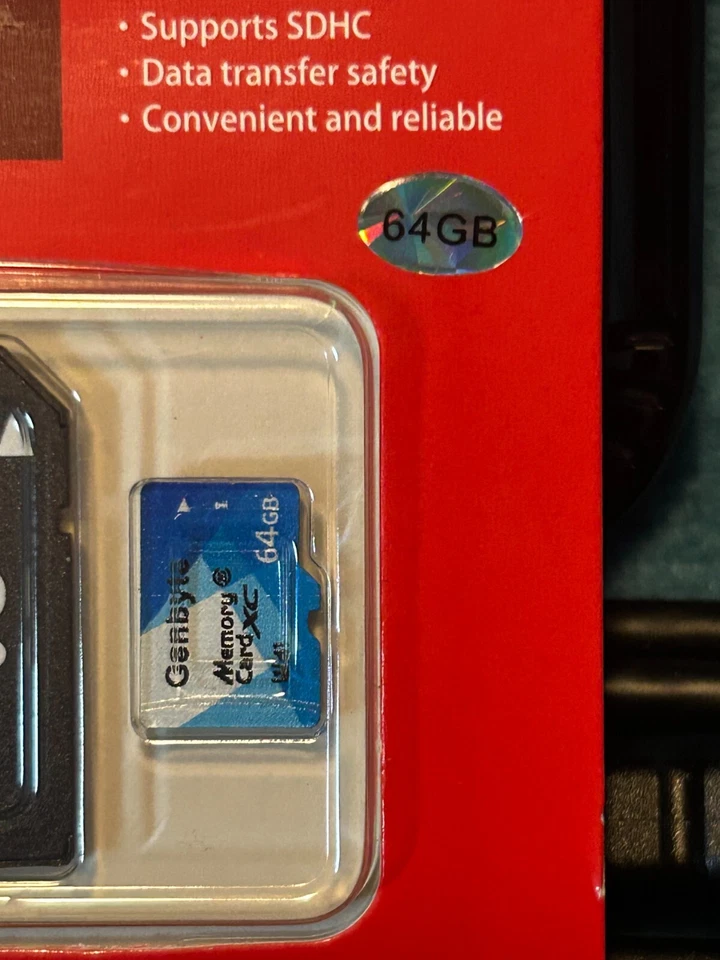 • Supports SDHC
• Data transfer safety
• Convenient and reliable
64GB
64GB
Genbyte
Memory
Card XC